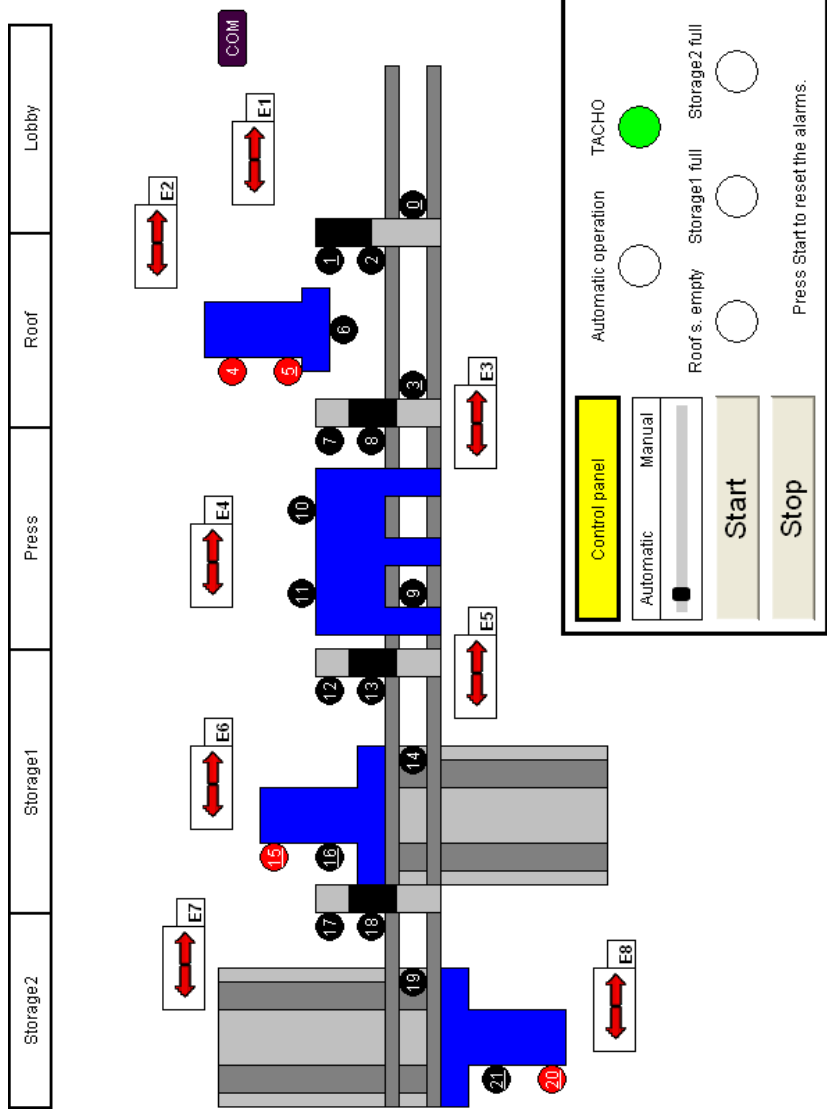 Storage2
Storage1
Press
Roof
Lobby
E2
E7
E4
E6
COM
E1
4
15
5
11
10
17
16
12
7
1
6
18
13
8
2
19
14
9
3
0
E5
E3
21
20
E8
Control panel
Automatic Manual
Start
Stop
Automatic operation
TACHO
Roof s. empty
Storage1 full
Storage2 full
Press Start to reset the alarms.